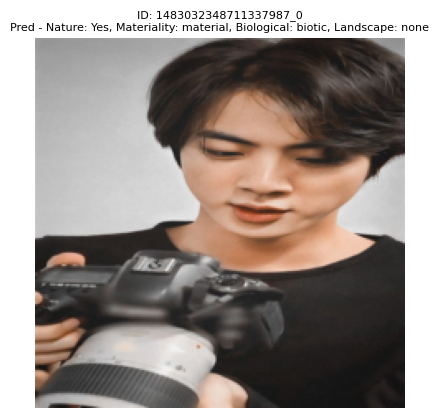 ID: 1483032348711337987_0
Pred - Nature: Yes, Materiality: material, Biological: biotic, Landscape: none